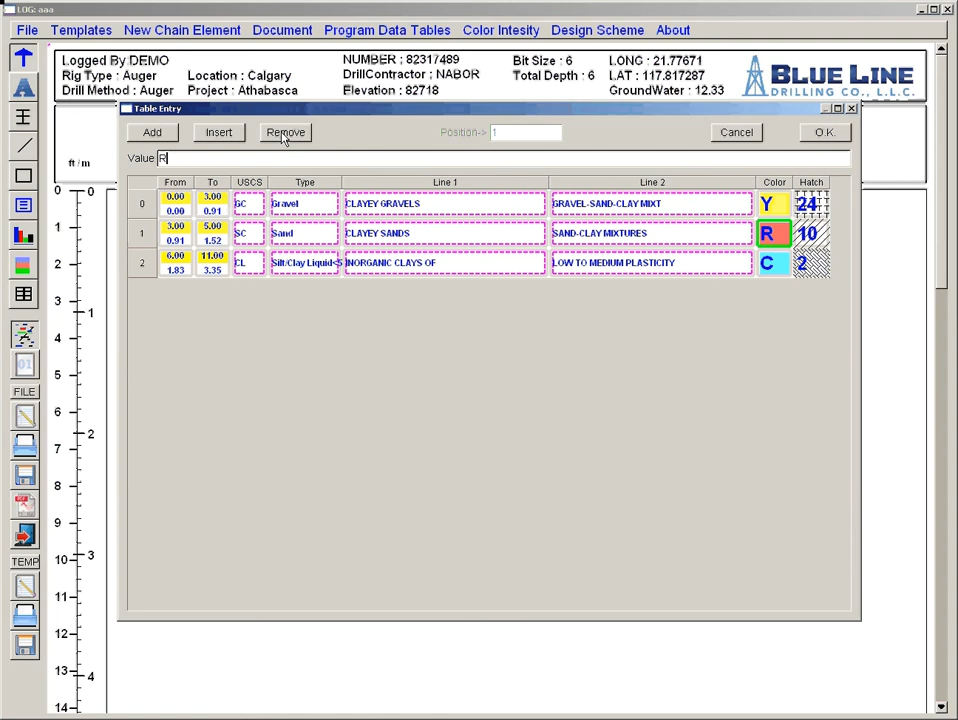 LOG: aaa
File Templates New Chain Element Document Program Data Tables Color Intesity Design Scheme About
Logged By:DEMO
Rig Type : Auger Location : Calgary
Drill Method : Auger Project : Athabasca
NUMBER : 82317489
DrillContractor : NABOR
Elevation : 82718
Bit Size : 6
Total Depth : 6
LONG : 21.77671
LAT : 117.817287
GroundWater : 12.33
BLUE LINE
DRILLING CO., L.L.C.
Table Entry
Add Insert Remove Position-> 1 Cancel O.K.
Value R
From To USCS Type Line 1 Line 2 Color Hatch
0 0.00 3.00 GC Gravel CLAYEY GRAVELS GRAVEL-SAND-CLAY MIXT Y 24
0.00 0.91
1 3.00 5.00 SC Sand CLAYEY SANDS SAND-CLAY MIXTURES R 10
0.91 1.52
2 6.00 11.00 CL Silt/Clay Liquid<5 INORGANIC CLAYS OF LOW TO MEDIUM PLASTICITY C 2
1.83 3.35
ft / m
0 0
1
2
3 1
4
5
6
7 2
8
9
10 3
11
12
13 4
14
A
01
FILE
TEMP